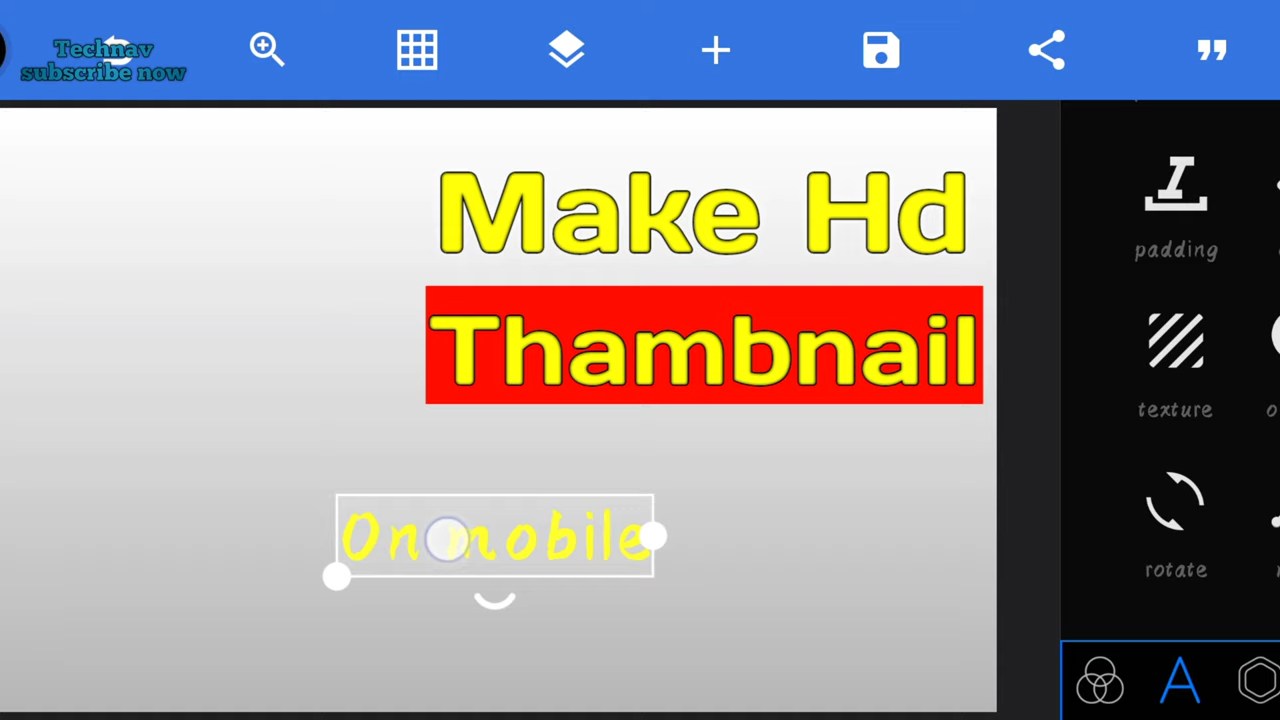 Technav
subscribe now
Make Hd
Thambnail
On mobile
padding
texture
rotate